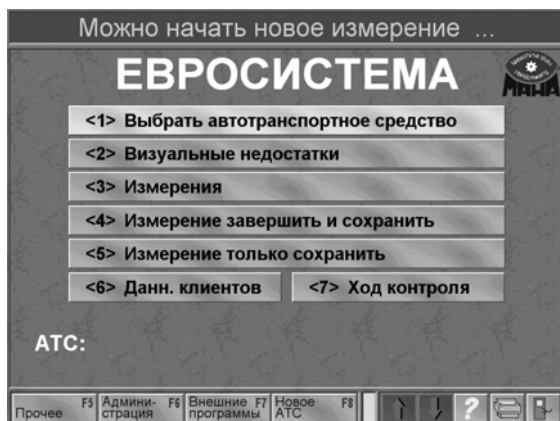 Можно начать новое измерение ...
ЕВРОСИСТЕМА
МАНА
<1> Выбрать автотранспортное средство
<2> Визуальные недостатки
<3> Измерения
<4> Измерение завершить и сохранить
<5> Измерение только сохранить
<6> Данн. клиентов <7> Ход контроля
АТС:
Прочее F5 Админи- F6 Внешние F7 Новое F8
страция программы АТС
?